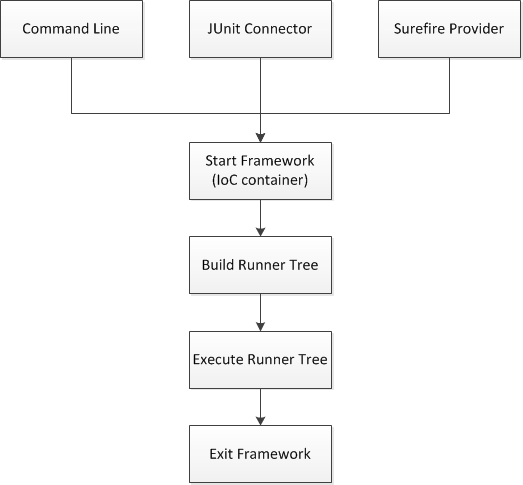 Command Line
JUnit Connector
Surefire Provider
Start Framework
(IoC container)
Build Runner Tree
Execute Runner Tree
Exit Framework